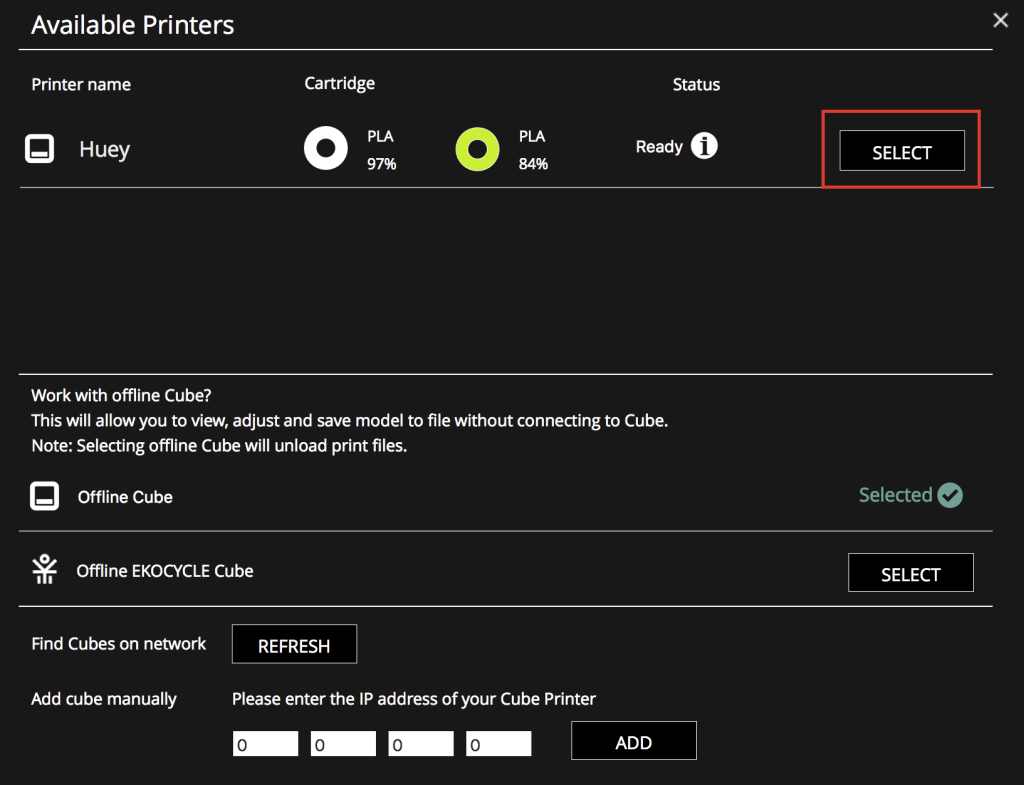 Available Printers
Printer name Cartridge Status
Huey PLA 97% PLA 84% Ready i SELECT
Work with offline Cube?
This will allow you to view, adjust and save model to file without connecting to Cube.
Note: Selecting offline Cube will unload print files.
Offline Cube Selected
Offline EKOCYCLE Cube SELECT
Find Cubes on network REFRESH
Add cube manually Please enter the IP address of your Cube Printer
0 0 0 0 ADD